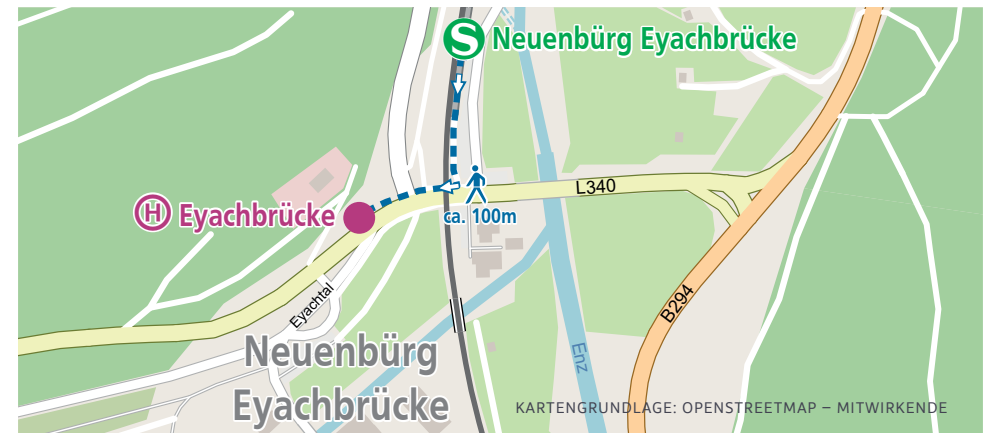 S Neuenbürg Eyachbrücke
L340
H Eyachbrücke
ca. 100m
Eyachtal
B294
Neuenbürg
Eyachbrücke
Enz
KARTENGRUNDLAGE: OPENSTREETMAP – MITWIRKENDE